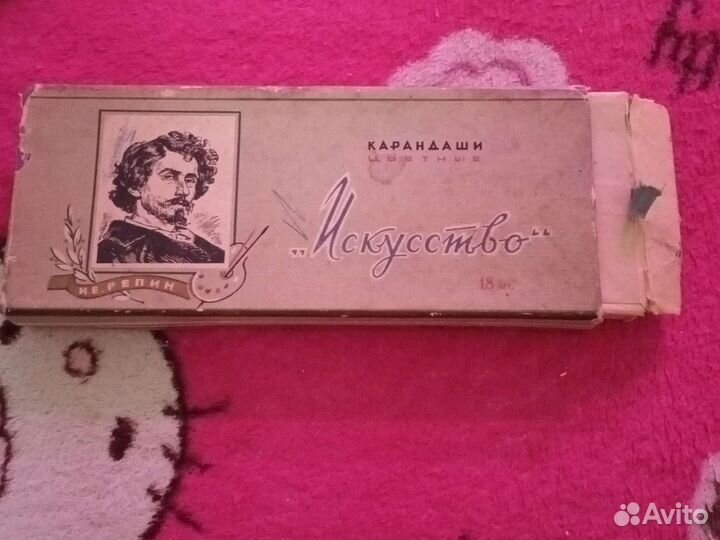 КАРАНДАШИ
ЦВЕТНЫЕ
„Искусство“
18 шт.
И.Е.РЕПИН
Avito